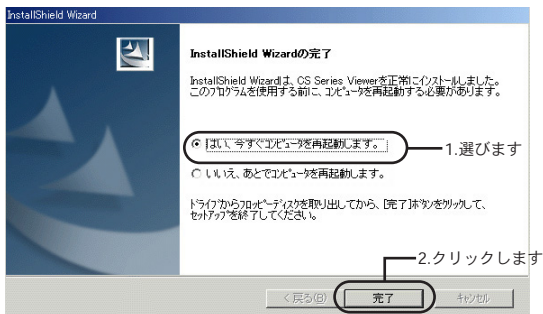 InstallShield Wizard
InstallShield Wizardの完了
InstallShield Wizardは、CS Series Viewerを正常にインストールしました。
このプログラムを使用する前に、コンピュータを再起動する必要があります。
はい、今すぐコンピュータを再起動します。
1.選びます
いいえ、あとでコンピュータを再起動します。
ドライブからフロッピーディスクを取り出してから、[完了]ボタンをクリックして、
セットアップを終了してください。
2.クリックします
< 戻る(B)
完了
キャンセル